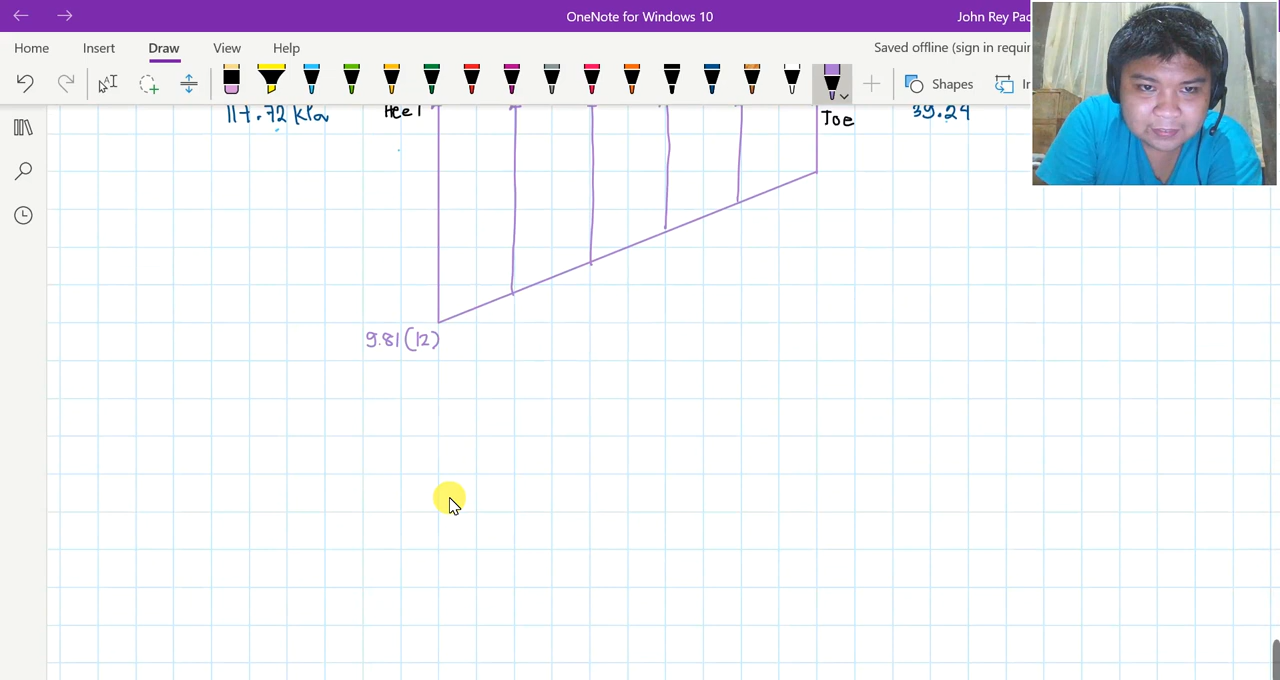 OneNote for Windows 10
John Rey Pac
Home Insert Draw View Help
Saved offline (sign in requir
Shapes
In
117.72 kPa
Heel
Toe
39.24
9.81(12)